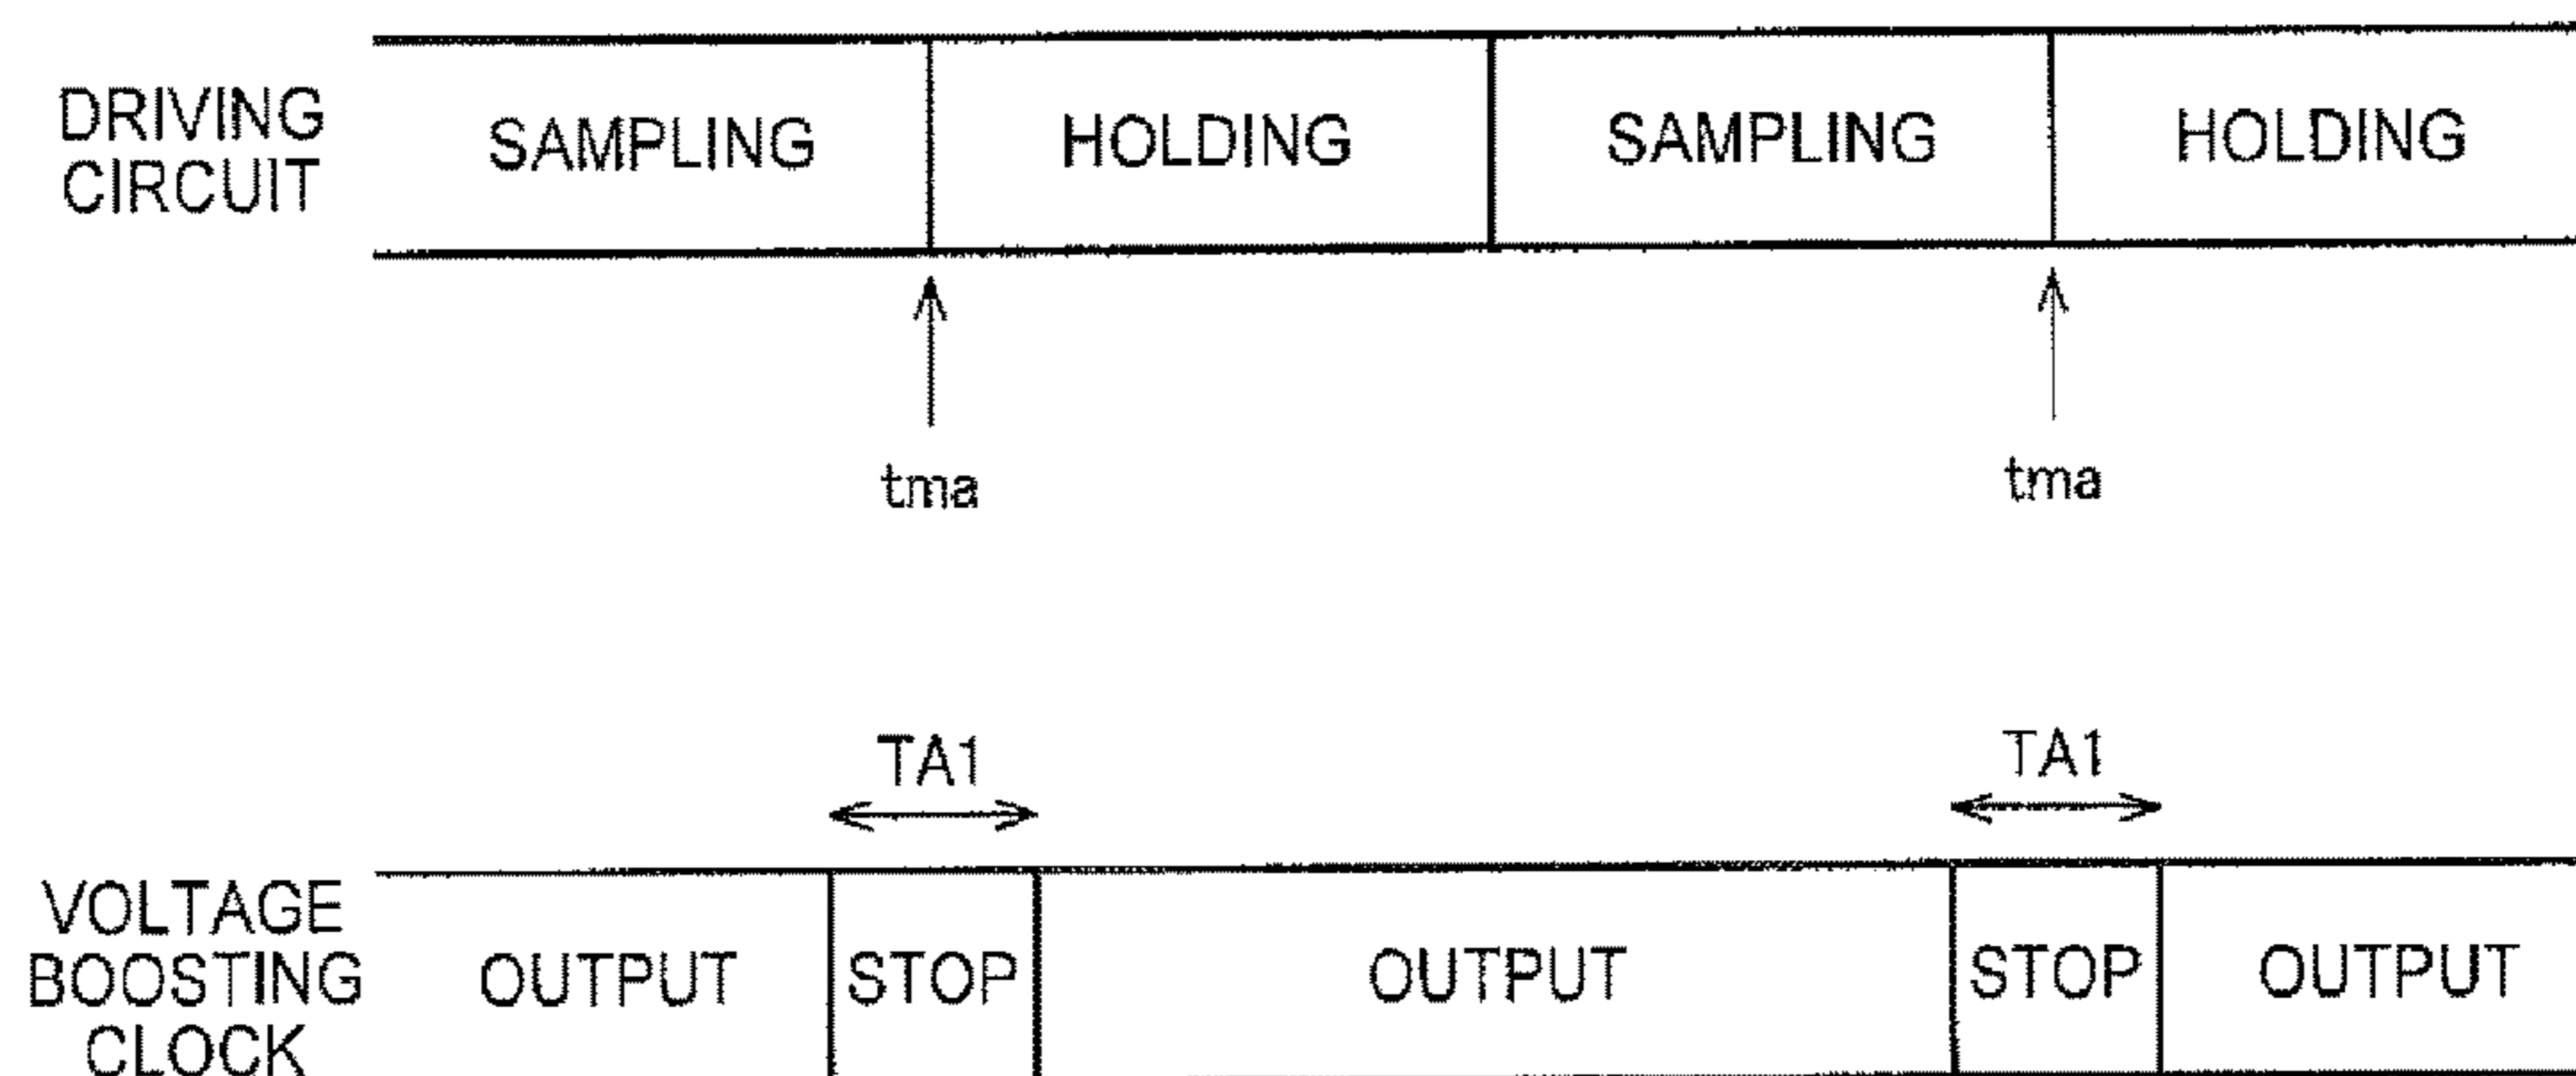 DRIVING
CIRCUIT
SAMPLING
HOLDING
SAMPLING
HOLDING
tma
tma
TA1
TA1
VOLTAGE
BOOSTING
CLOCK
OUTPUT
STOP
OUTPUT
STOP
OUTPUT